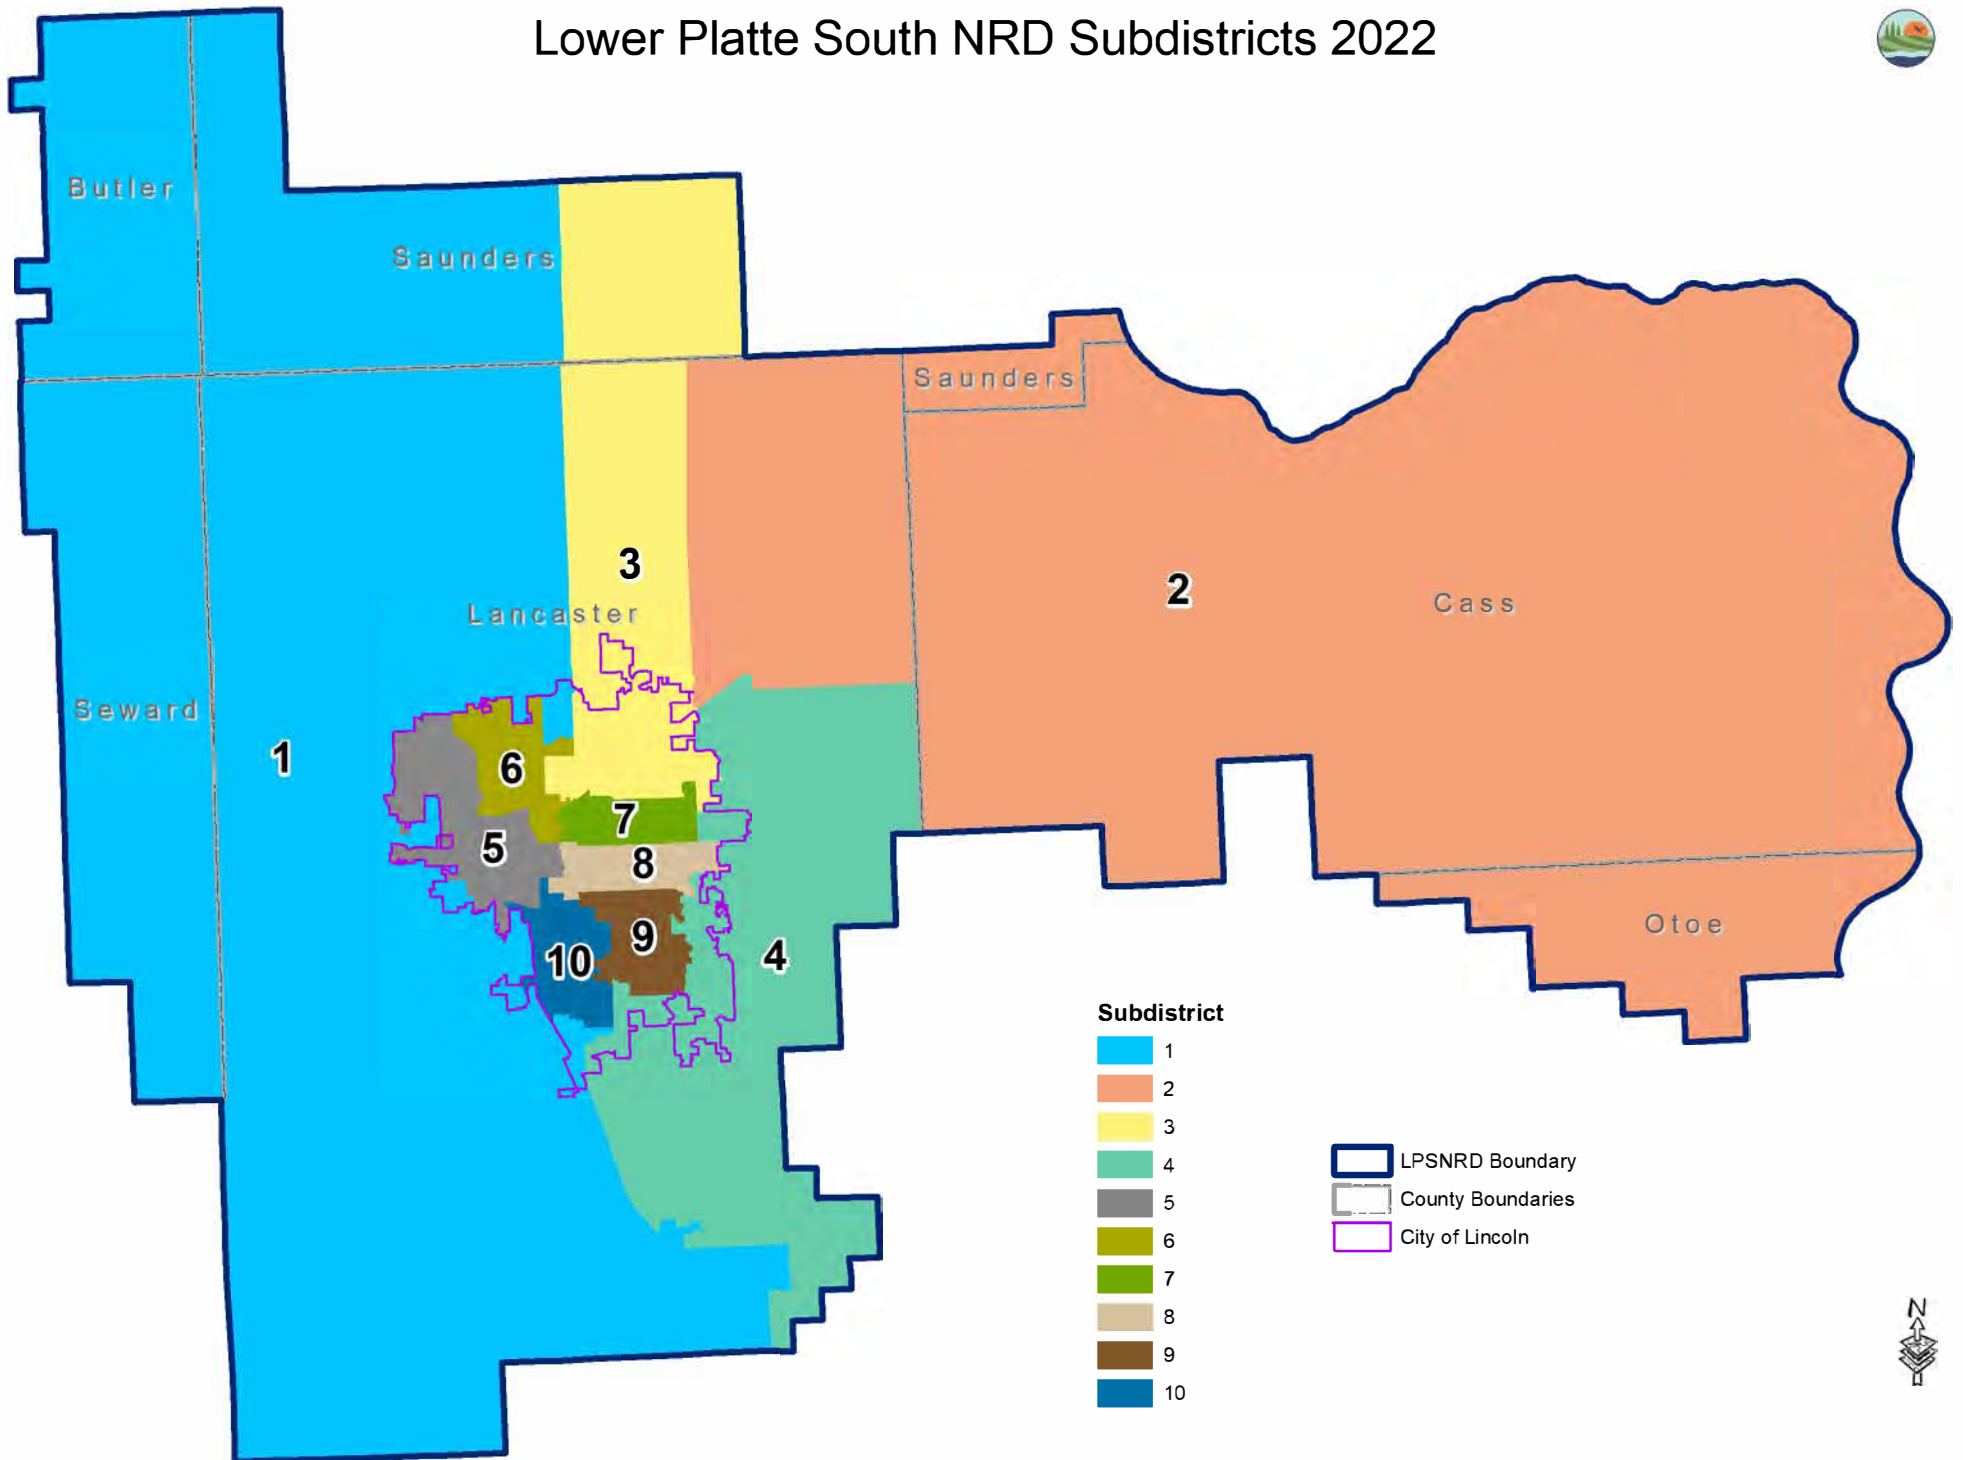 Lower Platte South NRD Subdistricts 2022
Butler
Saunders
Saunders
3
2
Cass
Lancaster
Seward
1
6
7
5
8
Otoe
9
10
4
Subdistrict
1
2
3
4
5
6
7
8
9
10
LPSNRD Boundary
County Boundaries
City of Lincoln
N